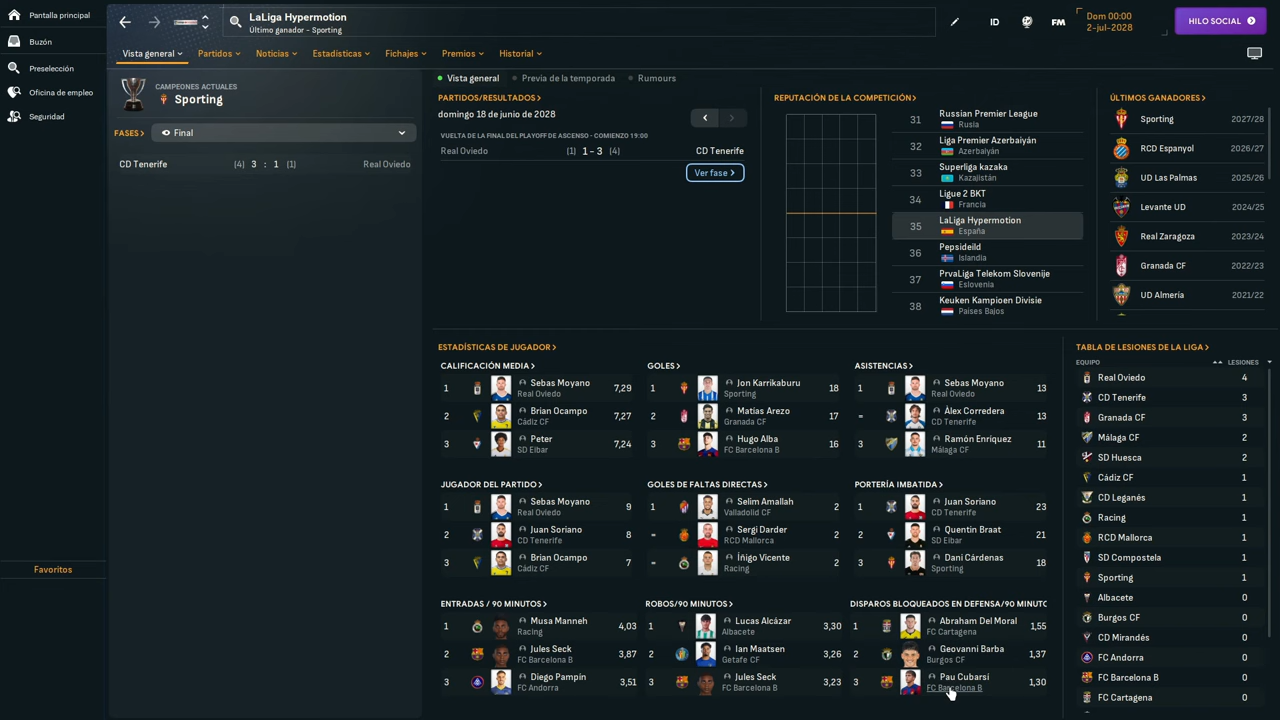 Pantalla principal
Buzón
Preselección
Oficina de empleo
Seguridad
Favoritos
LaLiga Hypermotion
Último ganador - Sporting
ID
FM
Dom 00:00
2-jul-2028
HILO SOCIAL
Vista general
Partidos
Noticias
Estadísticas
Fichajes
Premios
Historial
CAMPEONES ACTUALES
Sporting
FASES
Final
CD Tenerife (4) 3 : 1 (1) Real Oviedo
Vista general
Previa de la temporada
Rumours
PARTIDOS/RESULTADOS
domingo 18 de junio de 2028
VUELTA DE LA FINAL DEL PLAYOFF DE ASCENSO - COMIENZO 19:00
Real Oviedo (1) 1 - 3 (4) CD Tenerife
Ver fase
REPUTACIÓN DE LA COMPETICIÓN
31 Russian Premier League
Rusia
32 Liga Premier Azerbaiyán
Azerbaiyán
33 Superliga kazaka
Kazajistán
34 Ligue 2 BKT
Francia
35 LaLiga Hypermotion
España
36 Pepsideild
Islandia
37 PrvaLiga Telekom Slovenije
Eslovenia
38 Keuken Kampioen Divisie
Países Bajos
ÚLTIMOS GANADORES
Sporting 2027/28
RCD Espanyol 2026/27
UD Las Palmas 2025/26
Levante UD 2024/25
Real Zaragoza 2023/24
Granada CF 2022/23
UD Almería 2021/22
ESTADÍSTICAS DE JUGADOR
CALIFICACIÓN MEDIA
1 Sebas Moyano 7,29
Real Oviedo
2 Brian Ocampo 7,27
Cádiz CF
3 Peter 7,24
SD Eibar
GOLES
1 Jon Karrikaburu 18
Sporting
2 Matías Arezo 17
Granada CF
3 Hugo Alba 16
FC Barcelona B
ASISTENCIAS
1 Sebas Moyano 13
Real Oviedo
= Álex Corredera 13
CD Tenerife
3 Ramón Enríquez 11
Málaga CF
JUGADOR DEL PARTIDO
1 Sebas Moyano 9
Real Oviedo
2 Juan Soriano 8
CD Tenerife
3 Brian Ocampo 7
Cádiz CF
GOLES DE FALTAS DIRECTAS
1 Selim Amallah 2
Valladolid CF
= Sergi Darder 2
RCD Mallorca
= Íñigo Vicente 2
Racing
PORTERÍA IMBATIDA
1 Juan Soriano 23
CD Tenerife
2 Quentin Braat 21
SD Eibar
3 Dani Cárdenas 18
Sporting
ENTRADAS / 90 MINUTOS
1 Musa Manneh 4,03
Racing
2 Jules Seck 3,87
FC Barcelona B
3 Diego Pampín 3,51
FC Andorra
ROBOS/90 MINUTOS
1 Lucas Alcázar 3,30
Albacete
2 Ian Maatsen 3,26
Getafe CF
3 Jules Seck 3,23
FC Barcelona B
DISPAROS BLOQUEADOS EN DEFENSA/90 MINUTO
1 Abraham Del Moral 1,55
FC Cartagena
2 Geovanni Barba 1,37
Burgos CF
3 Pau Cubarsí 1,30
FC Barcelona B
TABLA DE LESIONES DE LA LIGA
EQUIPO LESIONES
Real Oviedo 4
CD Tenerife 3
Granada CF 3
Málaga CF 2
SD Huesca 2
Cádiz CF 1
CD Leganés 1
Racing 1
RCD Mallorca 1
SD Compostela 1
Sporting 1
Albacete 0
Burgos CF 0
CD Mirandés 0
FC Andorra 0
FC Barcelona B 0
FC Cartagena 0